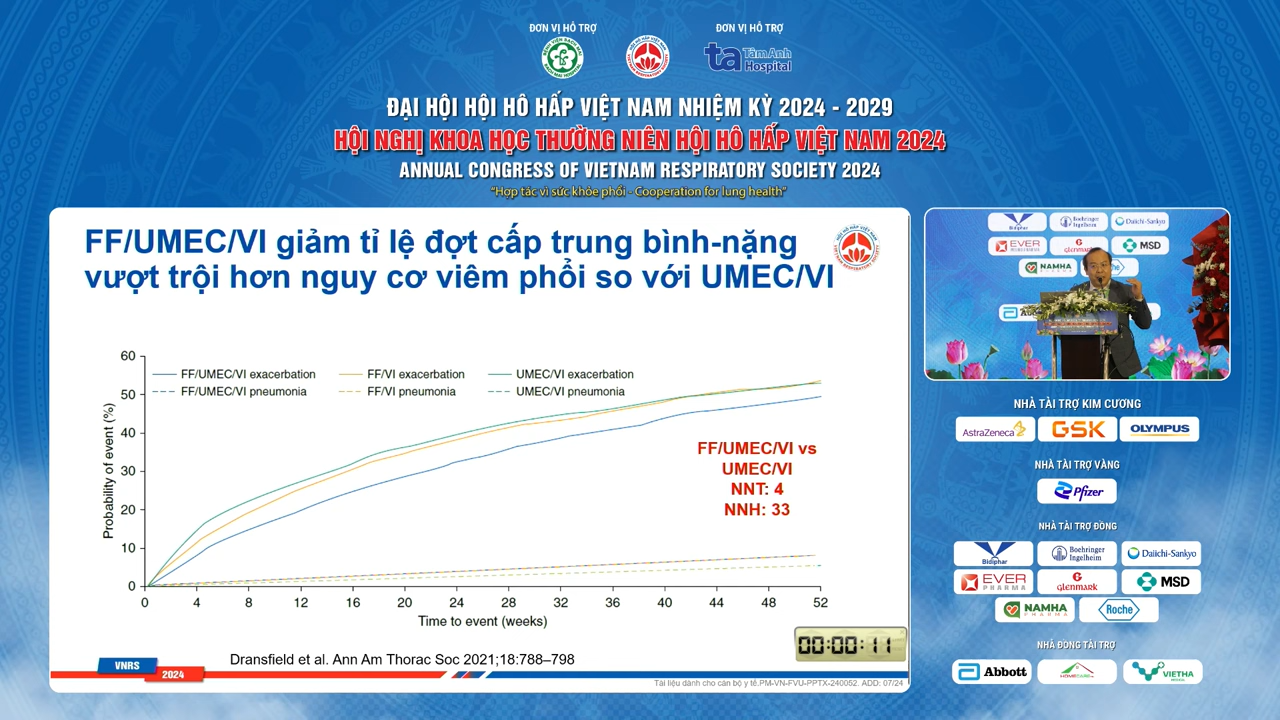 ĐƠN VỊ HỖ TRỢ
ĐƠN VỊ HỖ TRỢ
ta TâmAnh Hospital
ĐẠI HỘI HỘI HÔ HẤP VIỆT NAM NHIỆM KỲ 2024 - 2029
HỘI NGHỊ KHOA HỌC THƯỜNG NIÊN HỘI HÔ HẤP VIỆT NAM 2024
ANNUAL CONGRESS OF VIETNAM RESPIRATORY SOCIETY 2024
"Hợp tác vì sức khỏe phổi - Cooperation for lung health"
FF/UMEC/VI giảm tỉ lệ đợt cấp trung bình-nặng
vượt trội hơn nguy cơ viêm phổi so với UMEC/VI
Probability of event (%)
60
50
40
30
20
10
0
FF/UMEC/VI exacerbation
FF/VI exacerbation
UMEC/VI exacerbation
FF/UMEC/VI pneumonia
FF/VI pneumonia
UMEC/VI pneumonia
FF/UMEC/VI vs
UMEC/VI
NNT: 4
NNH: 33
0 4 8 12 16 20 24 28 32 36 40 44 48 52
Time to event (weeks)
00:00:11
Dransfield et al. Ann Am Thorac Soc 2021;18:788–798
VNRS
2024
Tài liệu dành cho cán bộ y tế.PM-VN-FVU-PPTX-240052. ADD: 07/24
Bidiphar
Boehringer Ingelheim
Daiichi-Sankyo
EVER
GLENMARK
MSD
NAMHA
NHÀ TÀI TRỢ KIM CƯƠNG
AstraZeneca
GSK
OLYMPUS
NHÀ TÀI TRỢ VÀNG
Pfizer
NHÀ TÀI TRỢ ĐỒNG
Bidiphar
Boehringer Ingelheim
Daiichi-Sankyo
EVER PHARMA
GLENMARK
MSD
NAMHA PHARMA
Roche
NHÀ ĐỒNG TÀI TRỢ
Abbott
HOMECARE
VIETHA